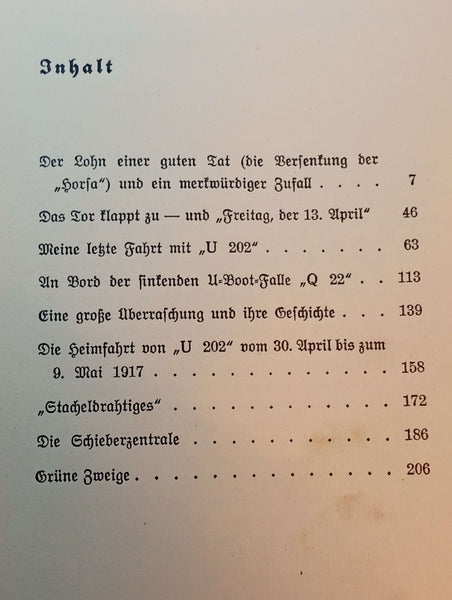 Inhalt
Der Lohn einer guten Tat (die Versenkung der
„Horsa“) und ein merkwürdiger Zufall . . . . 7
Das Tor klappt zu — und „Freitag, der 13. April“ 46
Meine letzte Fahrt mit „U 202“ . . . . . . . 63
An Bord der sinkenden U-Boot-Falle „Q 22“ . . 113
Eine große Überraschung und ihre Geschichte . . . 139
Die Heimfahrt von „U 202“ vom 30. April bis zum
9. Mai 1917 . . . . . . . . . . . . . 158
„Stacheldrahtiges“ . . . . . . . . . . . . 172
Die Schieberzentrale . . . . . . . . . . . 186
Grüne Zweige . . . . . . . . . . . . . . 206